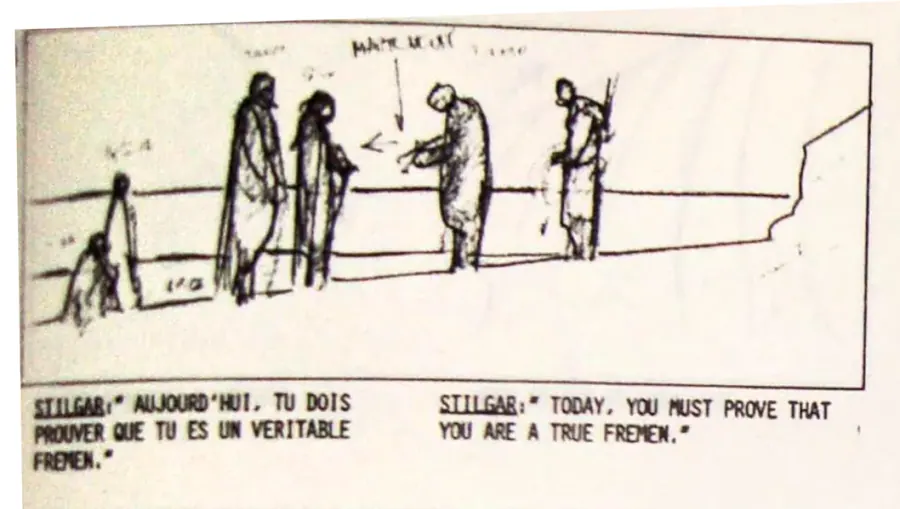 STILGAR:" AUJOURD'HUI, TU DOIS
PROUVER QUE TU ES UN VERITABLE
FREMEN."
STILGAR:" TODAY, YOU MUST PROVE THAT
YOU ARE A TRUE FREMEN."